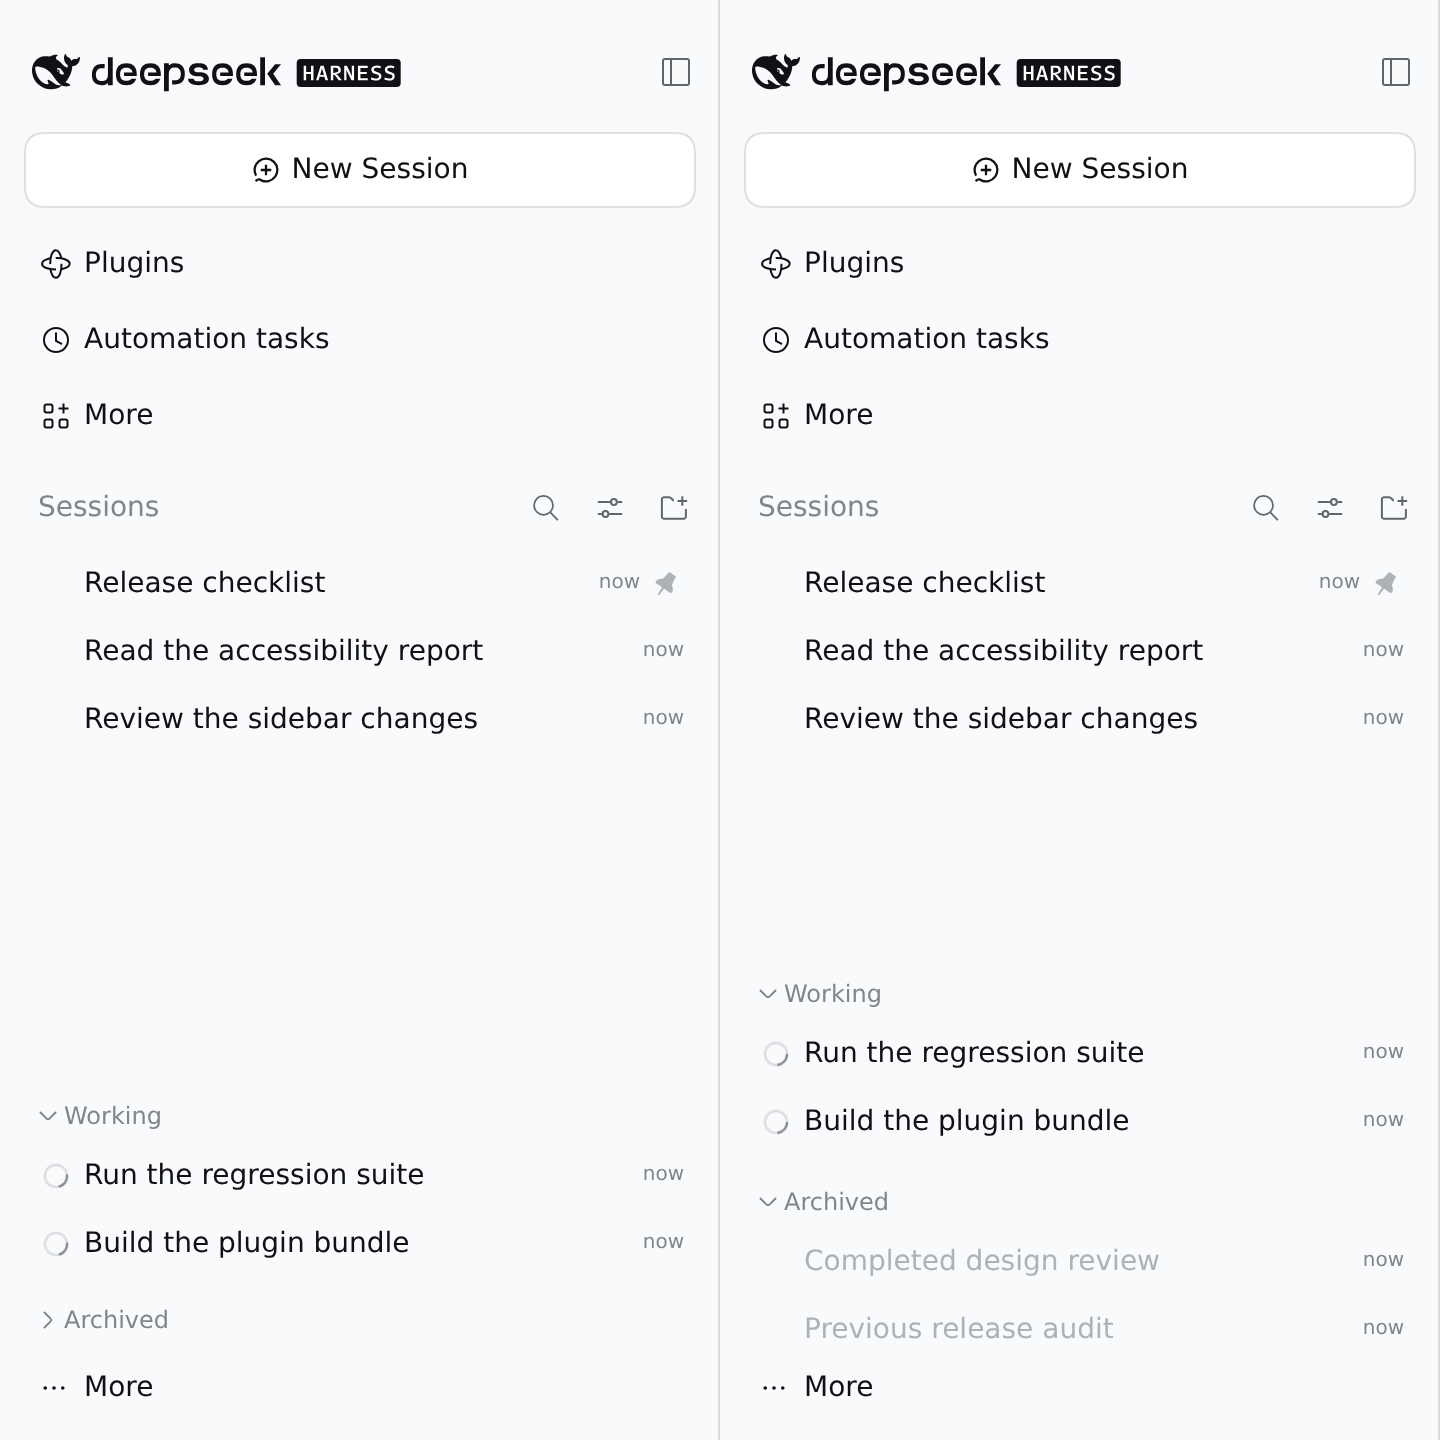 deepseek HARNESS
New Session
Plugins
Automation tasks
More
Sessions
Release checklist now
Read the accessibility report now
Review the sidebar changes now
Working
Run the regression suite now
Build the plugin bundle now
Archived
More
deepseek HARNESS
New Session
Plugins
Automation tasks
More
Sessions
Release checklist now
Read the accessibility report now
Review the sidebar changes now
Working
Run the regression suite now
Build the plugin bundle now
Archived
Completed design review now
Previous release audit now
More